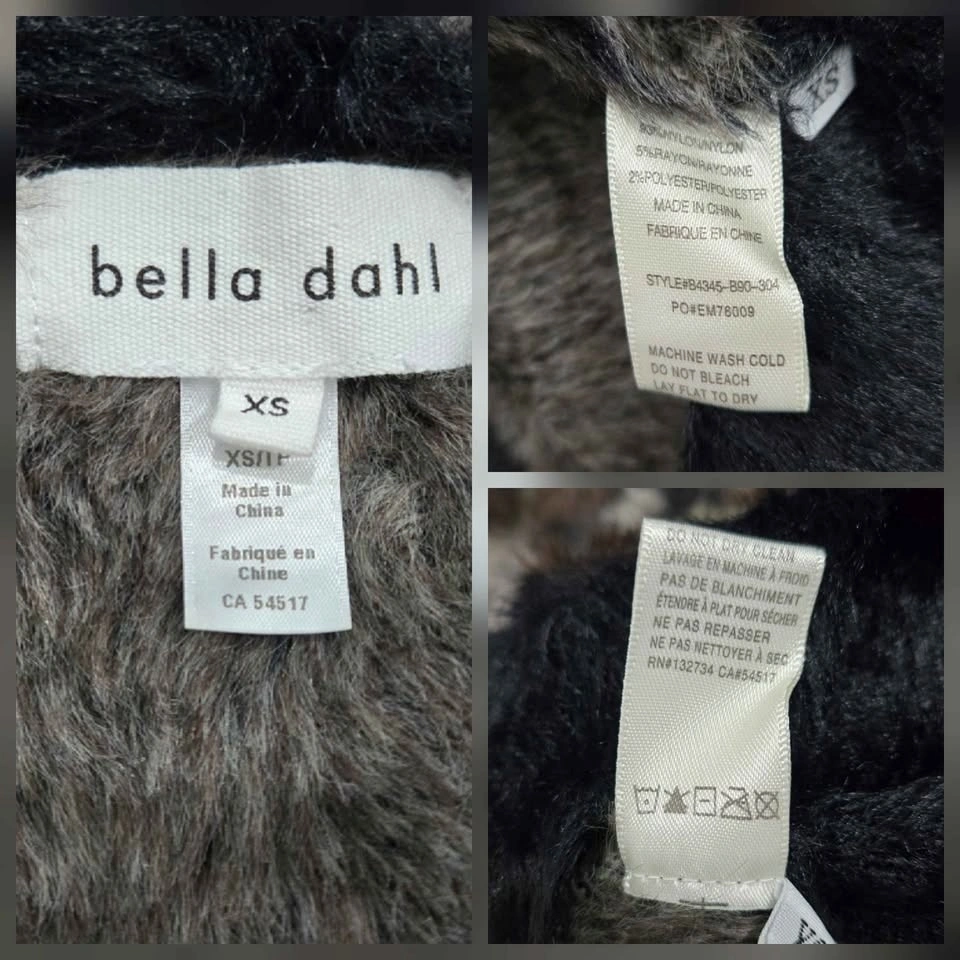 bella dahl
XS
XS/TP
Made in
China
Fabriqué en
Chine
CA 54517
XS
NYLON/NYLON
5%RAYON/RAYONNE
2%POLYESTER/POLYESTER
MADE IN CHINA
FABRIQUE EN CHINE
STYLE#B4345-B90-304
PO#EM76009
MACHINE WASH COLD
DO NOT BLEACH
LAY FLAT TO DRY
DO NOT DRY CLEAN
LAVAGE EN MACHINE À FROID
PAS DE BLANCHIMENT
ÉTENDRE À PLAT POUR SÉCHER
NE PAS REPASSER
NE PAS NETTOYER À SEC
RN#132734 CA#54517